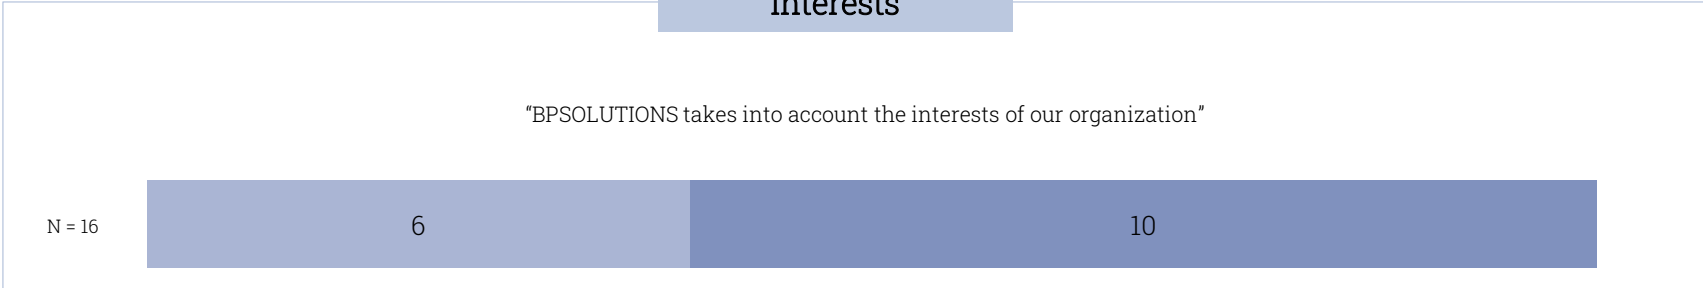 Interests
“BPSOLUTIONS takes into account the interests of our organization”
N = 16
6
10